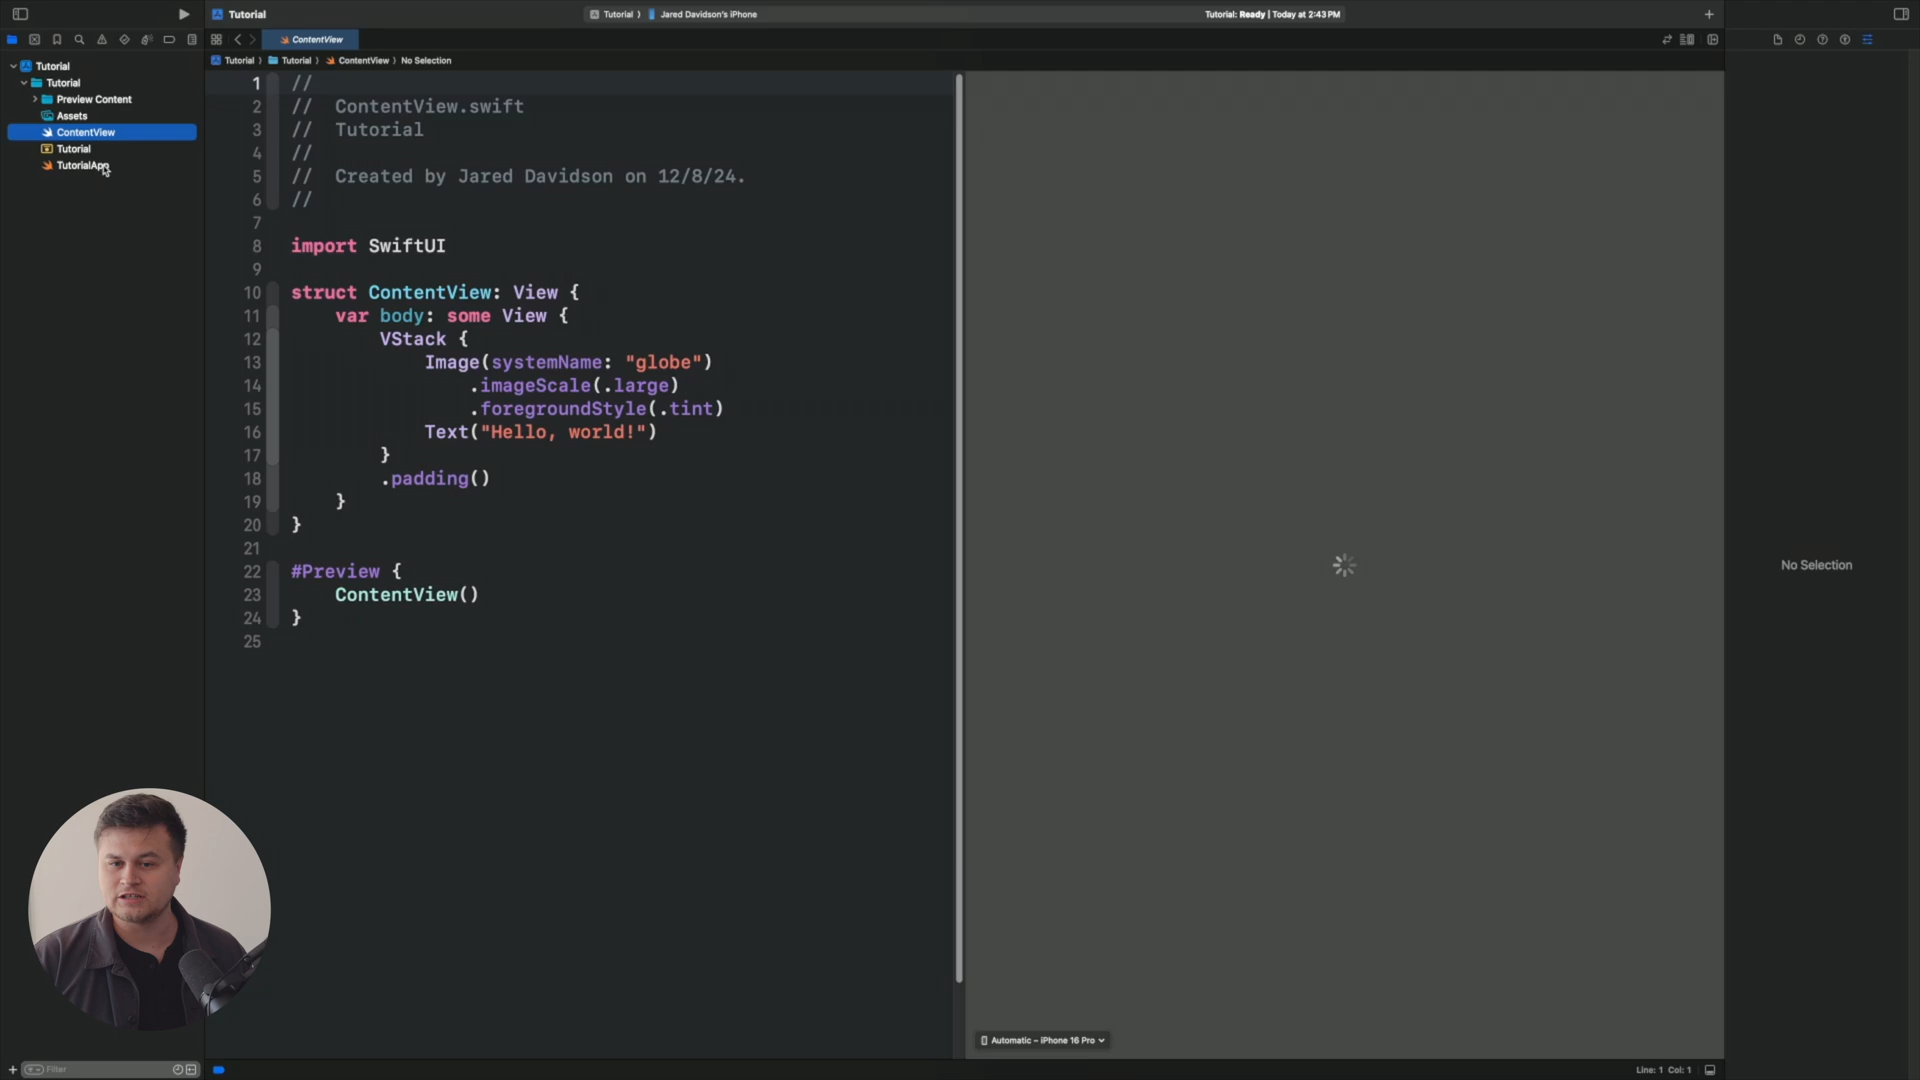 Tutorial
Tutorial
Jared Davidson's iPhone
Tutorial: Ready | Today at 2:43 PM
ContentView
Tutorial
Tutorial
Preview Content
Assets
ContentView
Tutorial
TutorialApp
Tutorial
Tutorial
ContentView
No Selection
1 //
2 //  ContentView.swift
3 //  Tutorial
4 //
5 //  Created by Jared Davidson on 12/8/24.
6 //
7
8 import SwiftUI
9
10 struct ContentView: View {
11     var body: some View {
12         VStack {
13             Image(systemName: "globe")
14                 .imageScale(.large)
15                 .foregroundStyle(.tint)
16             Text("Hello, world!")
17         }
18         .padding()
19     }
20 }
21
22 #Preview {
23     ContentView()
24 }
25
No Selection
Automatic – iPhone 16 Pro
Filter
Line: 1 Col: 1